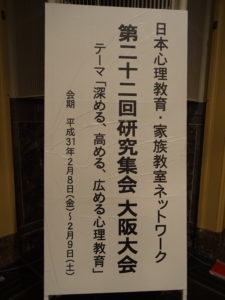 日本心理教育・家族教室ネットワーク
第二十二回研究集会 大阪大会
テーマ「深める、高める、広める心理教育」
会期 平成31年2月8日(金)～2月9日(土)